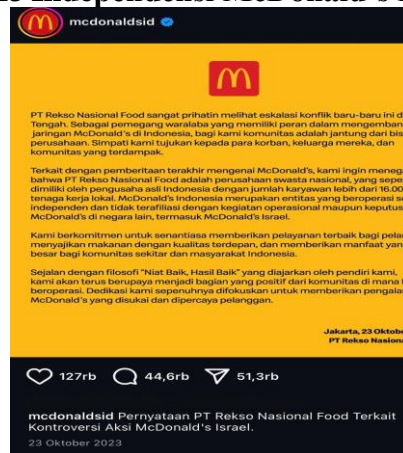 Independensi McDonald's
mcdonaldsid
PT Rekso Nasional Food sangat prihatin melihat eskalasi konflik baru-baru ini d
Tengah. Sebagai pemegang waralaba yang memiliki peran dalam mengemban
jaringan McDonald's di Indonesia, bagi kami komunitas adalah jantung dari bis
perusahaan. Simpati kami tujukan kepada para korban, keluarga mereka, dan
komunitas yang terdampak.
Terkait dengan pemberitaan terakhir mengenai McDonald's, kami ingin meneg
bahwa PT Rekso Nasional Food adalah perusahaan swasta nasional, yang sepe
dimiliki oleh pengusaha asli Indonesia dengan jumlah karyawan lebih dari 16.00
tenaga kerja lokal. McDonald's Indonesia merupakan entitas yang beroperasi se
independen dan tidak terafiliasi dengan kegiatan operasional maupun keputus
McDonald's di negara lain, termasuk McDonald's Israel.
Kami berkomitmen untuk senantiasa memberikan pelayanan terbaik bagi pelan
menyajikan makanan dengan kualitas terdepan, dan memberikan manfaat yan
besar bagi komunitas sekitar dan masyarakat Indonesia.
Sejalan dengan filosofi "Niat Baik, Hasil Baik" yang diajarkan oleh pendiri kami,
kami akan terus berupaya menjadi bagian yang positif dari komunitas di mana
beroperasi. Dedikasi kami sepenuhnya difokuskan untuk memberikan pengala
McDonald's yang disukai dan dipercaya pelanggan.
Jakarta, 23 Oktobe
PT Rekso Nasiona
127rb 44,6rb 51,3rb
mcdonaldsid Pernyataan PT Rekso Nasional Food Terkait
Kontroversi Aksi McDonald's Israel.
23 Oktober 2023